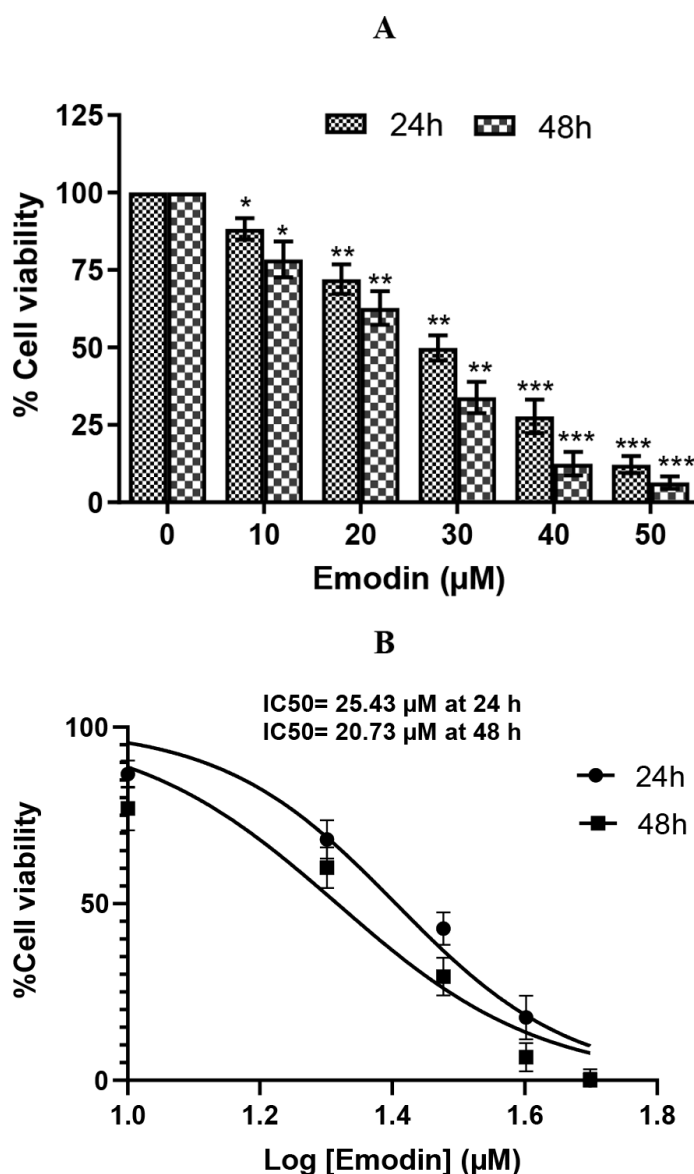 A
24h 48h
% Cell viability
125
100
75
50
25
0
* * ** ** ** ** *** *** *** ***
0 10 20 30 40 50
Emodin (µM)
B
IC50= 25.43 µM at 24 h
IC50= 20.73 µM at 48 h
24h
48h
%Cell viability
100
50
0
1.0 1.2 1.4 1.6 1.8
Log [Emodin] (µM)